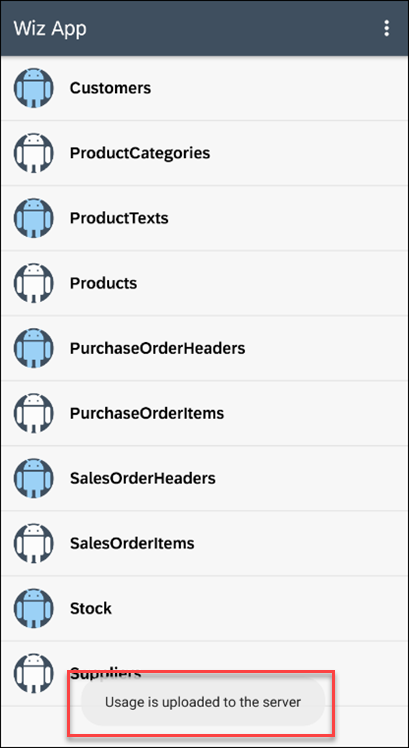 Wiz App
Customers
ProductCategories
ProductTexts
Products
PurchaseOrderHeaders
PurchaseOrderItems
SalesOrderHeaders
SalesOrderItems
Stock
Suppliers
Usage is uploaded to the server